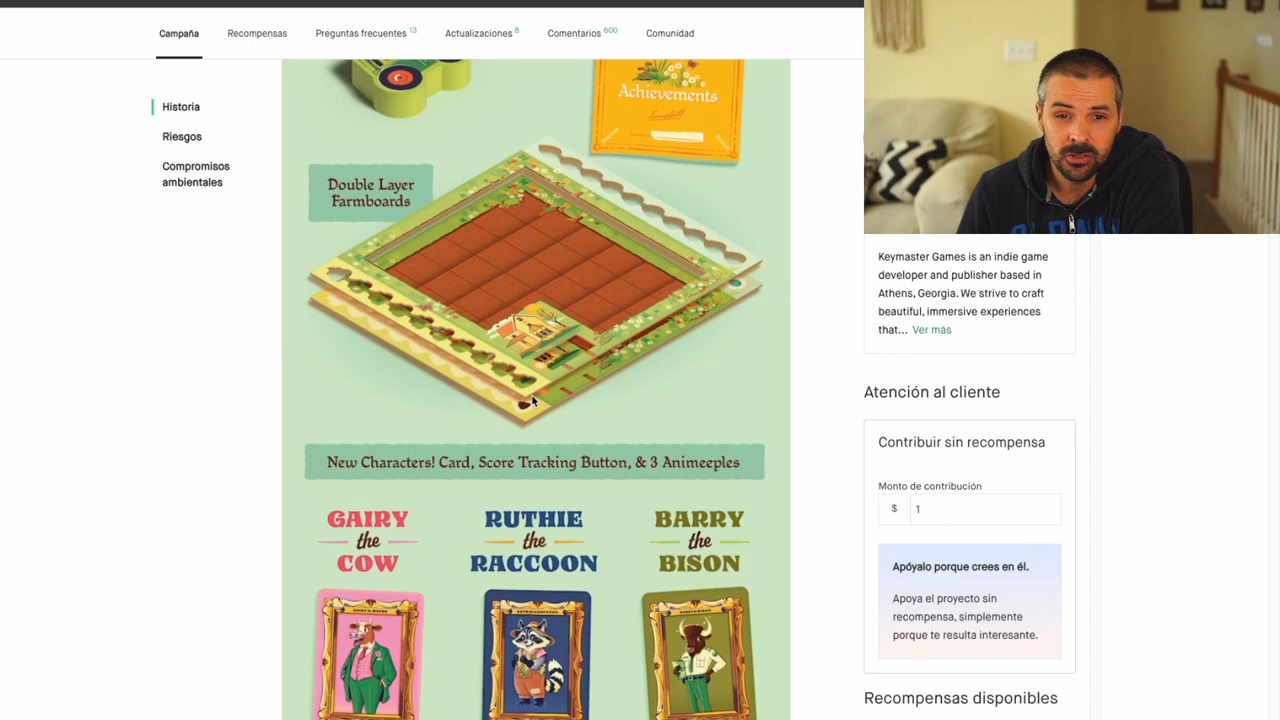 Campaña
Recompensas
Preguntas frecuentes 13
Actualizaciones 8
Comentarios 600
Comunidad
Historia
Riesgos
Compromisos
ambientales
Achievements
Double Layer
Farmboards
New Characters! Card, Score Tracking Button, & 3 Animeeples
GAIRY
the
COW
RUTHIE
the
RACCOON
BARRY
the
BISON
Keymaster Games is an indie game
developer and publisher based in
Athens, Georgia. We strive to craft
beautiful, immersive experiences
that... Ver más
Atención al cliente
Contribuir sin recompensa
Monto de contribución
$ 1
Apóyalo porque crees en él.
Apoya el proyecto sin
recompensa, simplemente
porque te resulta interesante.
Recompensas disponibles